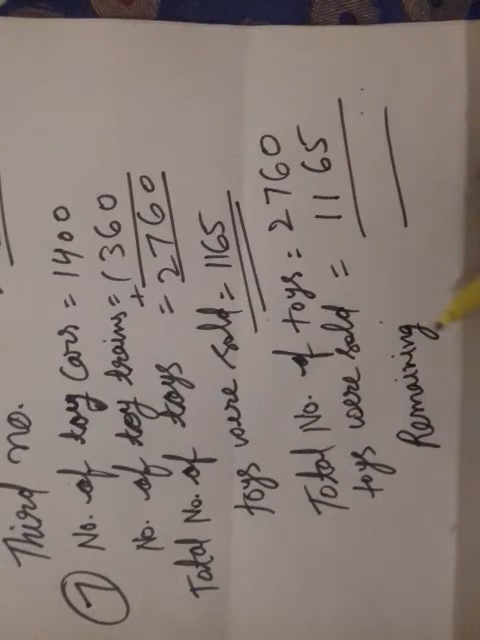 Third no.
7 No. of toy Cars = 1400
No. of toy trains = 1360
+
Total No. of toys = 2760
toys were sold = 1165
Total No. of toys = 2760
toys were sold = 1165
Remaining